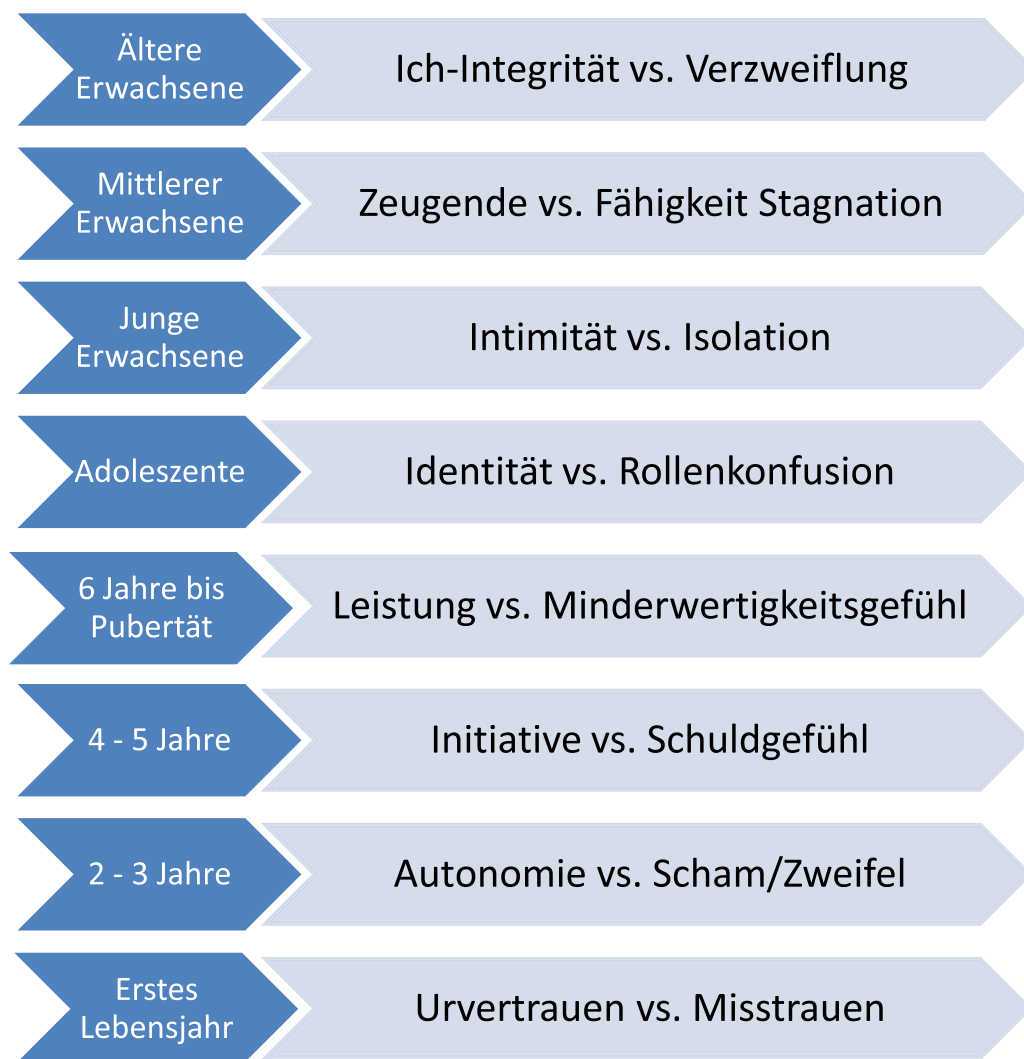 Ältere
Erwachsene
Ich-Integrität vs. Verzweiflung
Mittlerer
Erwachsene
Zeugende vs. Fähigkeit Stagnation
Junge
Erwachsene
Intimität vs. Isolation
Adoleszente
Identität vs. Rollenkonfusion
6 Jahre bis
Pubertät
Leistung vs. Minderwertigkeitsgefühl
4 - 5 Jahre
Initiative vs. Schuldgefühl
2 - 3 Jahre
Autonomie vs. Scham/Zweifel
Erstes
Lebensjahr
Urvertrauen vs. Misstrauen